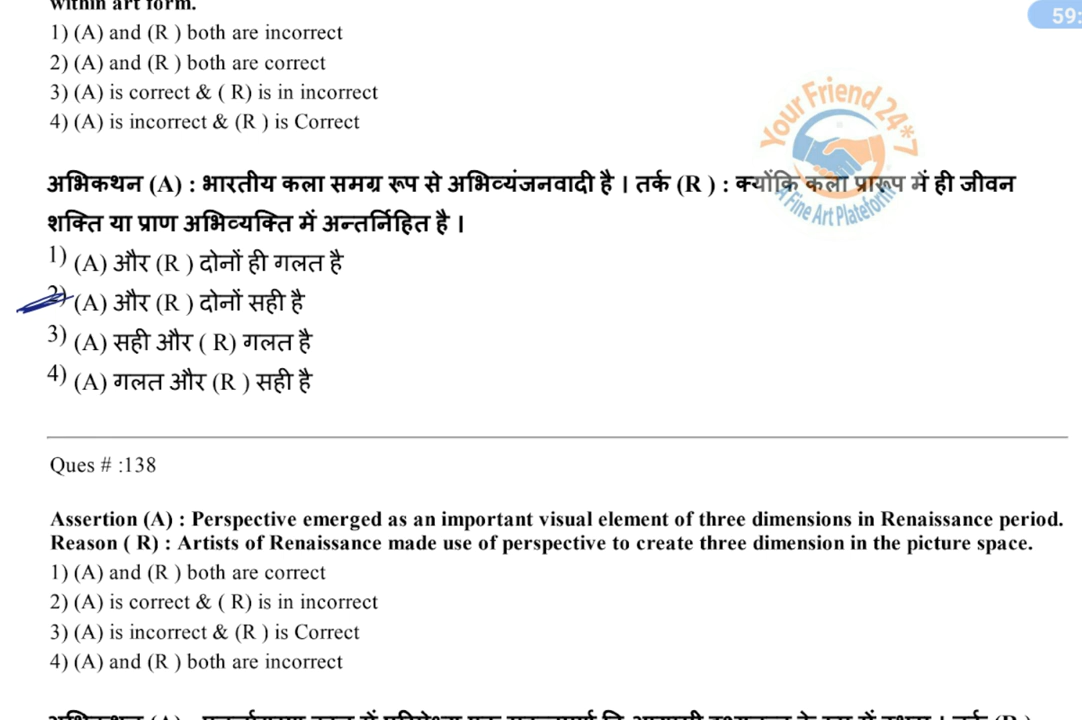 within art form.
59:
1) (A) and (R ) both are incorrect
2) (A) and (R ) both are correct
3) (A) is correct & ( R) is in incorrect
4) (A) is incorrect & (R ) is Correct
Your Friend 24*7
A Fine Art Plateform
अभिकथन (A) : भारतीय कला समग्र रूप से अभिव्यंजनवादी है । तर्क (R ) : क्योंकि कला प्रारूप में ही जीवन
शक्ति या प्राण अभिव्यक्ति में अन्तर्निहित है ।
1) (A) और (R ) दोनों ही गलत है
2) (A) और (R ) दोनों सही है
3) (A) सही और ( R) गलत है
4) (A) गलत और (R ) सही है
Ques # :138
Assertion (A) : Perspective emerged as an important visual element of three dimensions in Renaissance period.
Reason ( R) : Artists of Renaissance made use of perspective to create three dimension in the picture space.
1) (A) and (R ) both are correct
2) (A) is correct & ( R) is in incorrect
3) (A) is incorrect & (R ) is Correct
4) (A) and (R ) both are incorrect